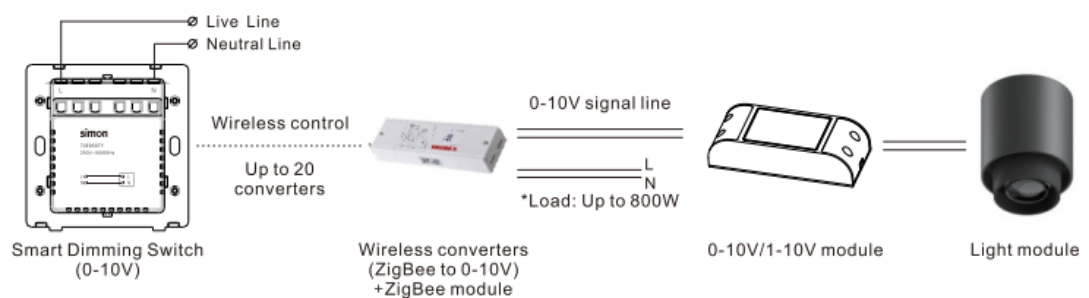 Live Line
Neutral Line
L
N
simon
Wireless control
Up to 20
converters
0-10V signal line
L
N
*Load: Up to 800W
Smart Dimming Switch
(0-10V)
Wireless converters
(ZigBee to 0-10V)
+ZigBee module
0-10V/1-10V module
Light module